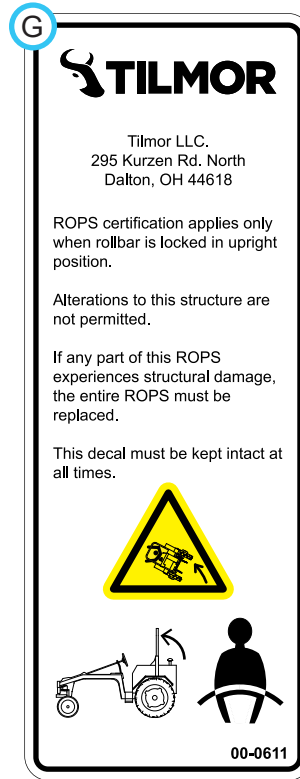 G
TILMOR
Tilmor LLC.
295 Kurzen Rd. North
Dalton, OH 44618
ROPS certification applies only
when rollbar is locked in upright
position.
Alterations to this structure are
not permitted.
If any part of this ROPS
experiences structural damage,
the entire ROPS must be
replaced.
This decal must be kept intact at
all times.
00-0611